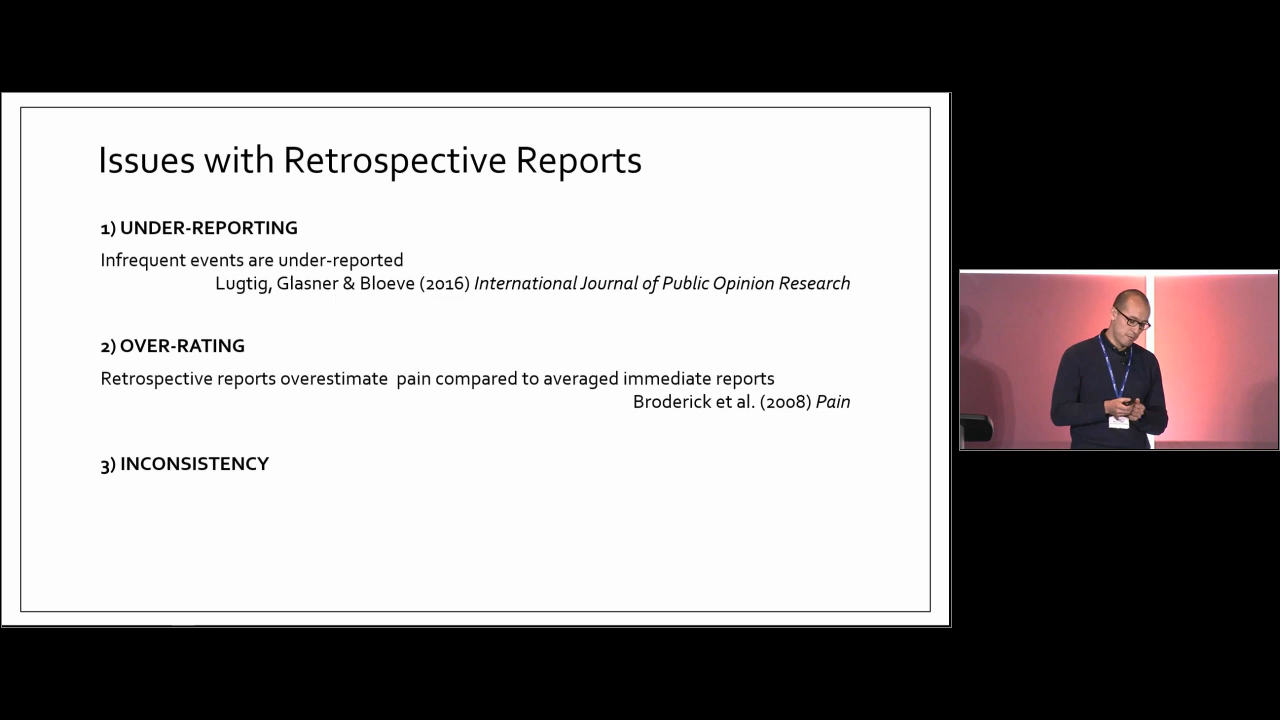 Issues with Retrospective Reports
1) UNDER-REPORTING
Infrequent events are under-reported
Lugtig, Glasner & Bloeve (2016) International Journal of Public Opinion Research
2) OVER-RATING
Retrospective reports overestimate  pain compared to averaged immediate reports
Broderick et al. (2008) Pain
3) INCONSISTENCY